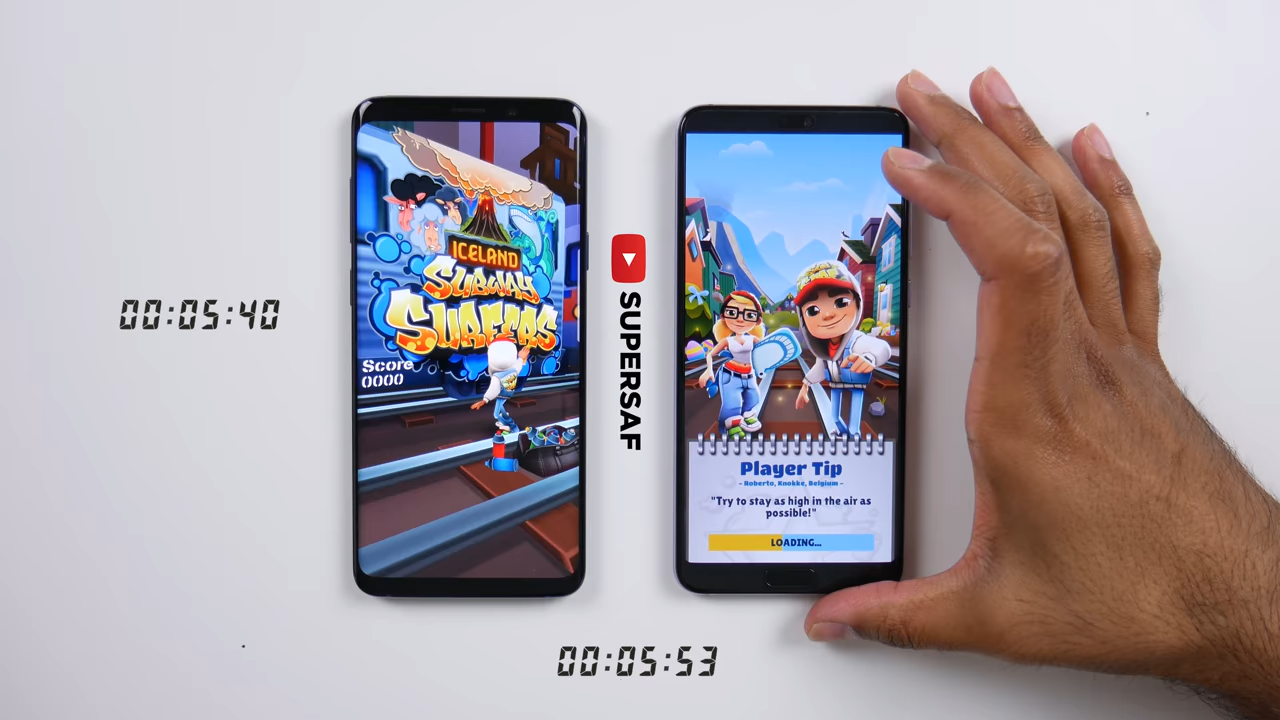 00:05:40
ICELAND
SUBWAY
SURFERS
Score
0000
SUPERSAF
Player Tip
- Roberto, Knokke, Belgium -
"Try to stay as high in the air as
possible!"
LOADING...
00:05:53